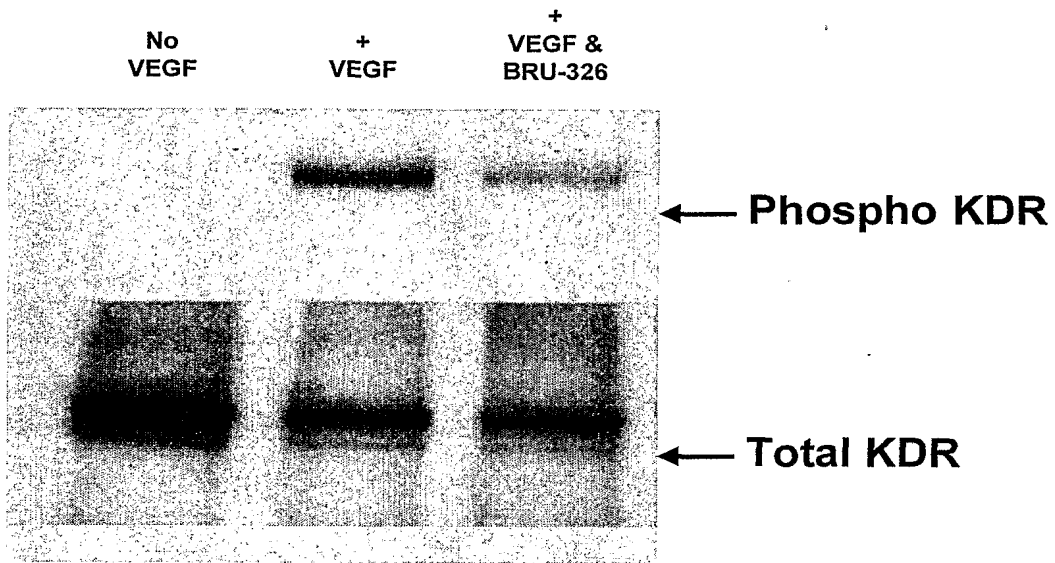 No
VEGF
+
VEGF
+
VEGF &
BRU-326
Phospho KDR
Total KDR